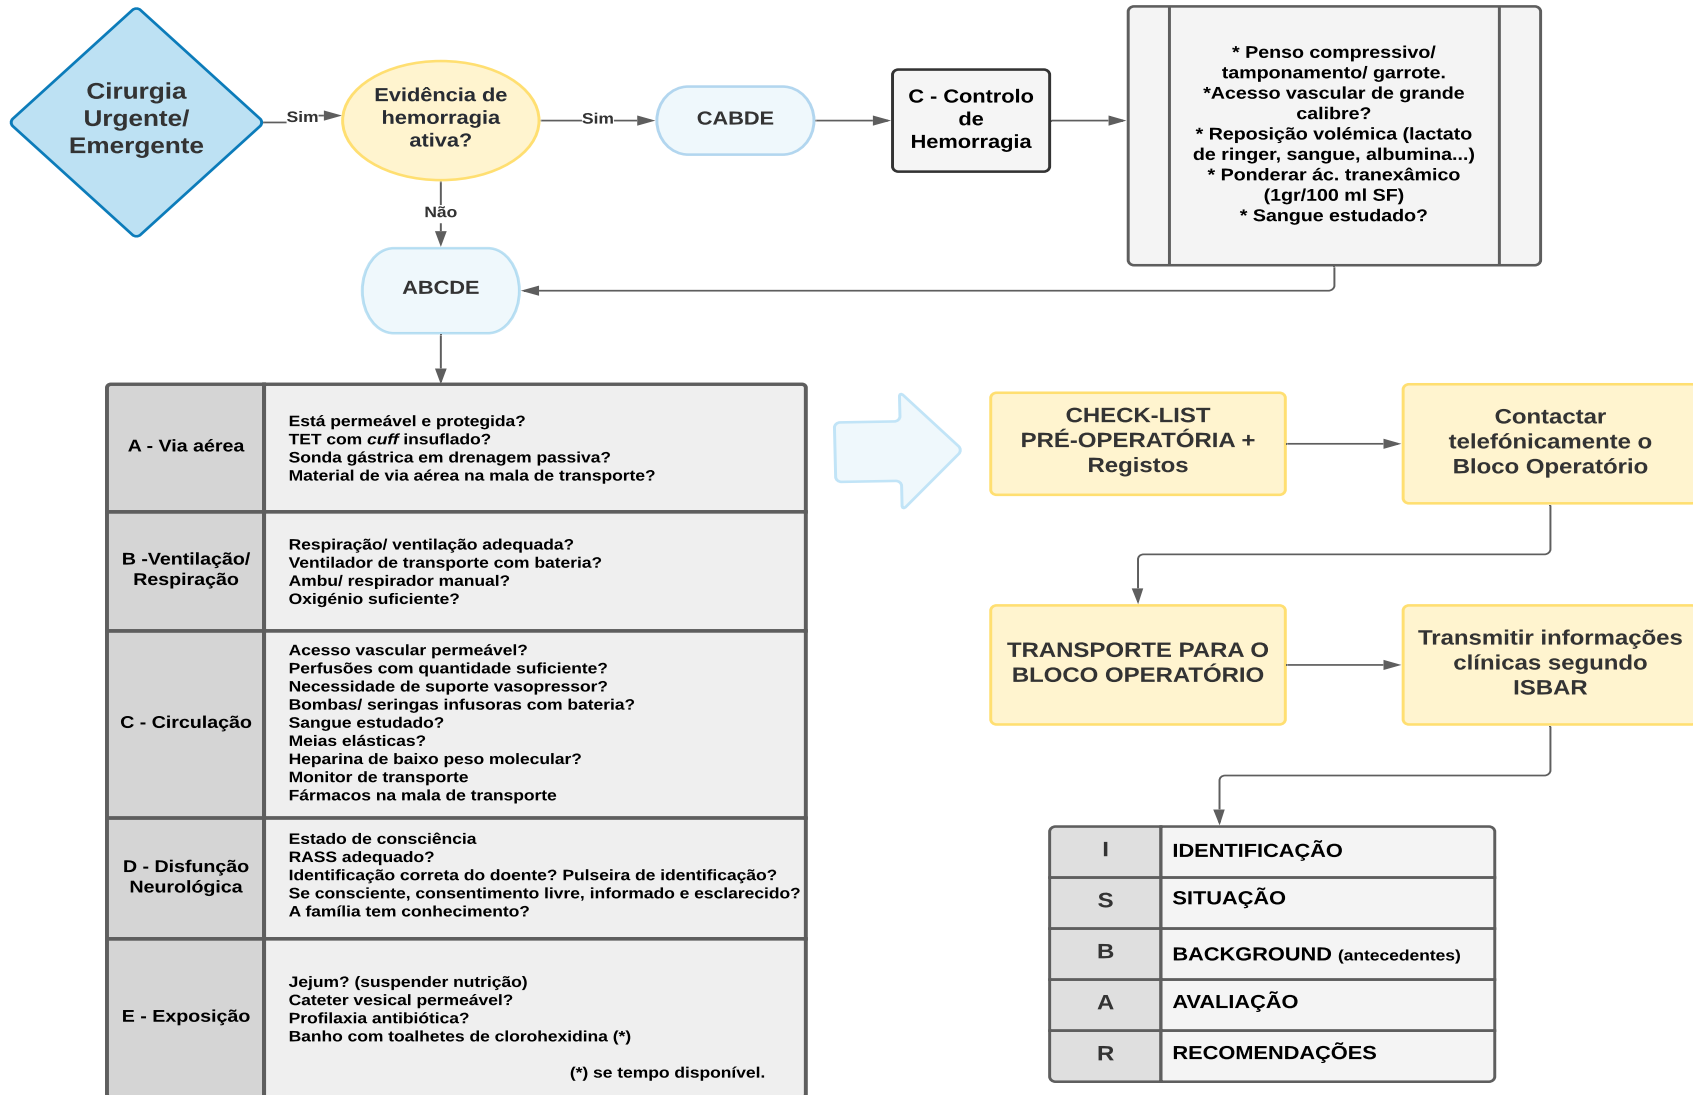 Cirurgia
Urgente/
Emergente
Sim
Evidência de
hemorragia
ativa?
Sim
CABDE
C - Controlo
de
Hemorragia
* Penso compressivo/
tamponamento/ garrote.
*Acesso vascular de grande
calibre?
* Reposição volémica (lactato
de ringer, sangue, albumina...)
* Ponderar ác. tranexâmico
(1gr/100 ml SF)
* Sangue estudado?
Não
ABCDE
A - Via aérea
Está permeável e protegida?
TET com cuff insuflado?
Sonda gástrica em drenagem passiva?
Material de via aérea na mala de transporte?
B -Ventilação/
Respiração
Respiração/ ventilação adequada?
Ventilador de transporte com bateria?
Ambu/ respirador manual?
Oxigénio suficiente?
C - Circulação
Acesso vascular permeável?
Perfusões com quantidade suficiente?
Necessidade de suporte vasopressor?
Bombas/ seringas infusoras com bateria?
Sangue estudado?
Meias elásticas?
Heparina de baixo peso molecular?
Monitor de transporte
Fármacos na mala de transporte
D - Disfunção
Neurológica
Estado de consciência
RASS adequado?
Identificação correta do doente? Pulseira de identificação?
Se consciente, consentimento livre, informado e esclarecido?
A família tem conhecimento?
E - Exposição
Jejum? (suspender nutrição)
Cateter vesical permeável?
Profilaxia antibiótica?
Banho com toalhetes de clorohexidina (*)
(*) se tempo disponível.
CHECK-LIST
PRÉ-OPERATÓRIA +
Registos
Contactar
telefónicamente o
Bloco Operatório
TRANSPORTE PARA O
BLOCO OPERATÓRIO
Transmitir informações
clínicas segundo
ISBAR
I IDENTIFICAÇÃO
S SITUAÇÃO
B BACKGROUND (antecedentes)
A AVALIAÇÃO
R RECOMENDAÇÕES